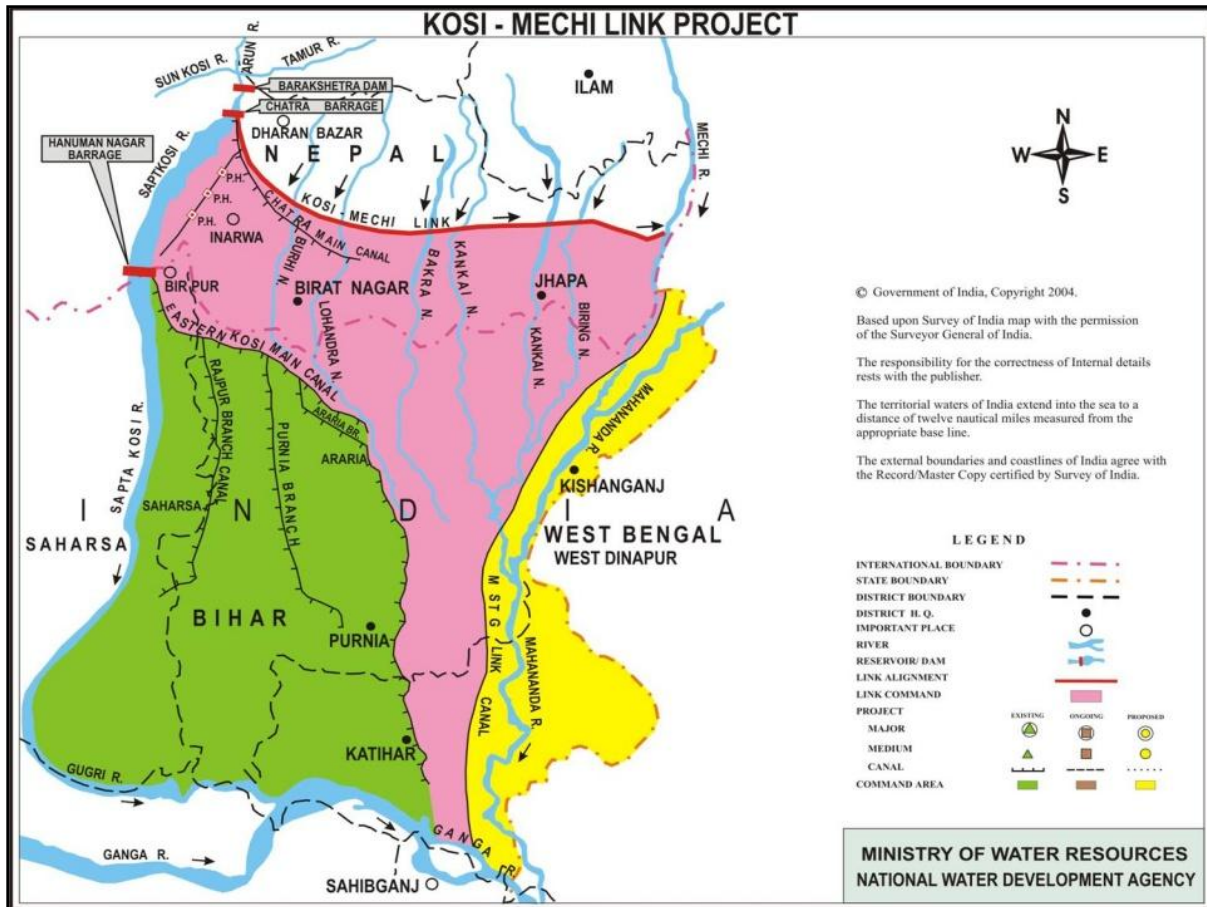 KOSI - MECHI LINK PROJECT
SUN KOSI R.
ARUN R.
TAMUR R.
BARAKSHETRA DAM
CHATRA BARRAGE
ILAM
DHARAN BAZAR
HANUMAN NAGAR
BARRAGE
SAPTKOSI R.
NEPAL
MECHI R.
N
W E
S
P.H.
P.H.
P.H.
KOSI - MECHI LINK
CHATRA MAIN CANAL
INARWA
BURHI N.
BAKRA N.
KANKAI N.
BIR PUR
BIRAT NAGAR
JHAPA
LOHANDRA N.
KANKAI N.
BIRING N.
EASTERN KOSI MAIN CANAL
RAJPUR BRANCH CANAL
PURNIA BRANCH
ARARIA BR.
ARARIA
MAHANANDA R.
KISHANGANJ
SAPTA KOSI R.
SAHARSA
INDIA
SAHARSA
WEST BENGAL
WEST DINAPUR
M STG LINK CANAL
BIHAR
PURNIA
MAHANANDA R.
KATIHAR
GUGRI R.
GANGA R.
GANGA R.
SAHIBGANJ
© Government of India, Copyright 2004.
Based upon Survey of India map with the permission
of the Surveyor General of India.
The responsibility for the correctness of Internal details
rests with the publisher.
The territorial waters of India extend into the sea to a
distance of twelve nautical miles measured from the
appropriate base line.
The external boundaries and coastlines of India agree with
the Record/Master Copy certified by Survey of India.
LEGEND
INTERNATIONAL BOUNDARY
STATE BOUNDARY
DISTRICT BOUNDARY
DISTRICT H. Q.
IMPORTANT PLACE
RIVER
RESERVOIR/ DAM
LINK ALIGNMENT
LINK COMMAND
PROJECT EXISTING ONGOING PROPOSED
MAJOR
MEDIUM
CANAL
COMMAND AREA
MINISTRY OF WATER RESOURCES
NATIONAL WATER DEVELOPMENT AGENCY